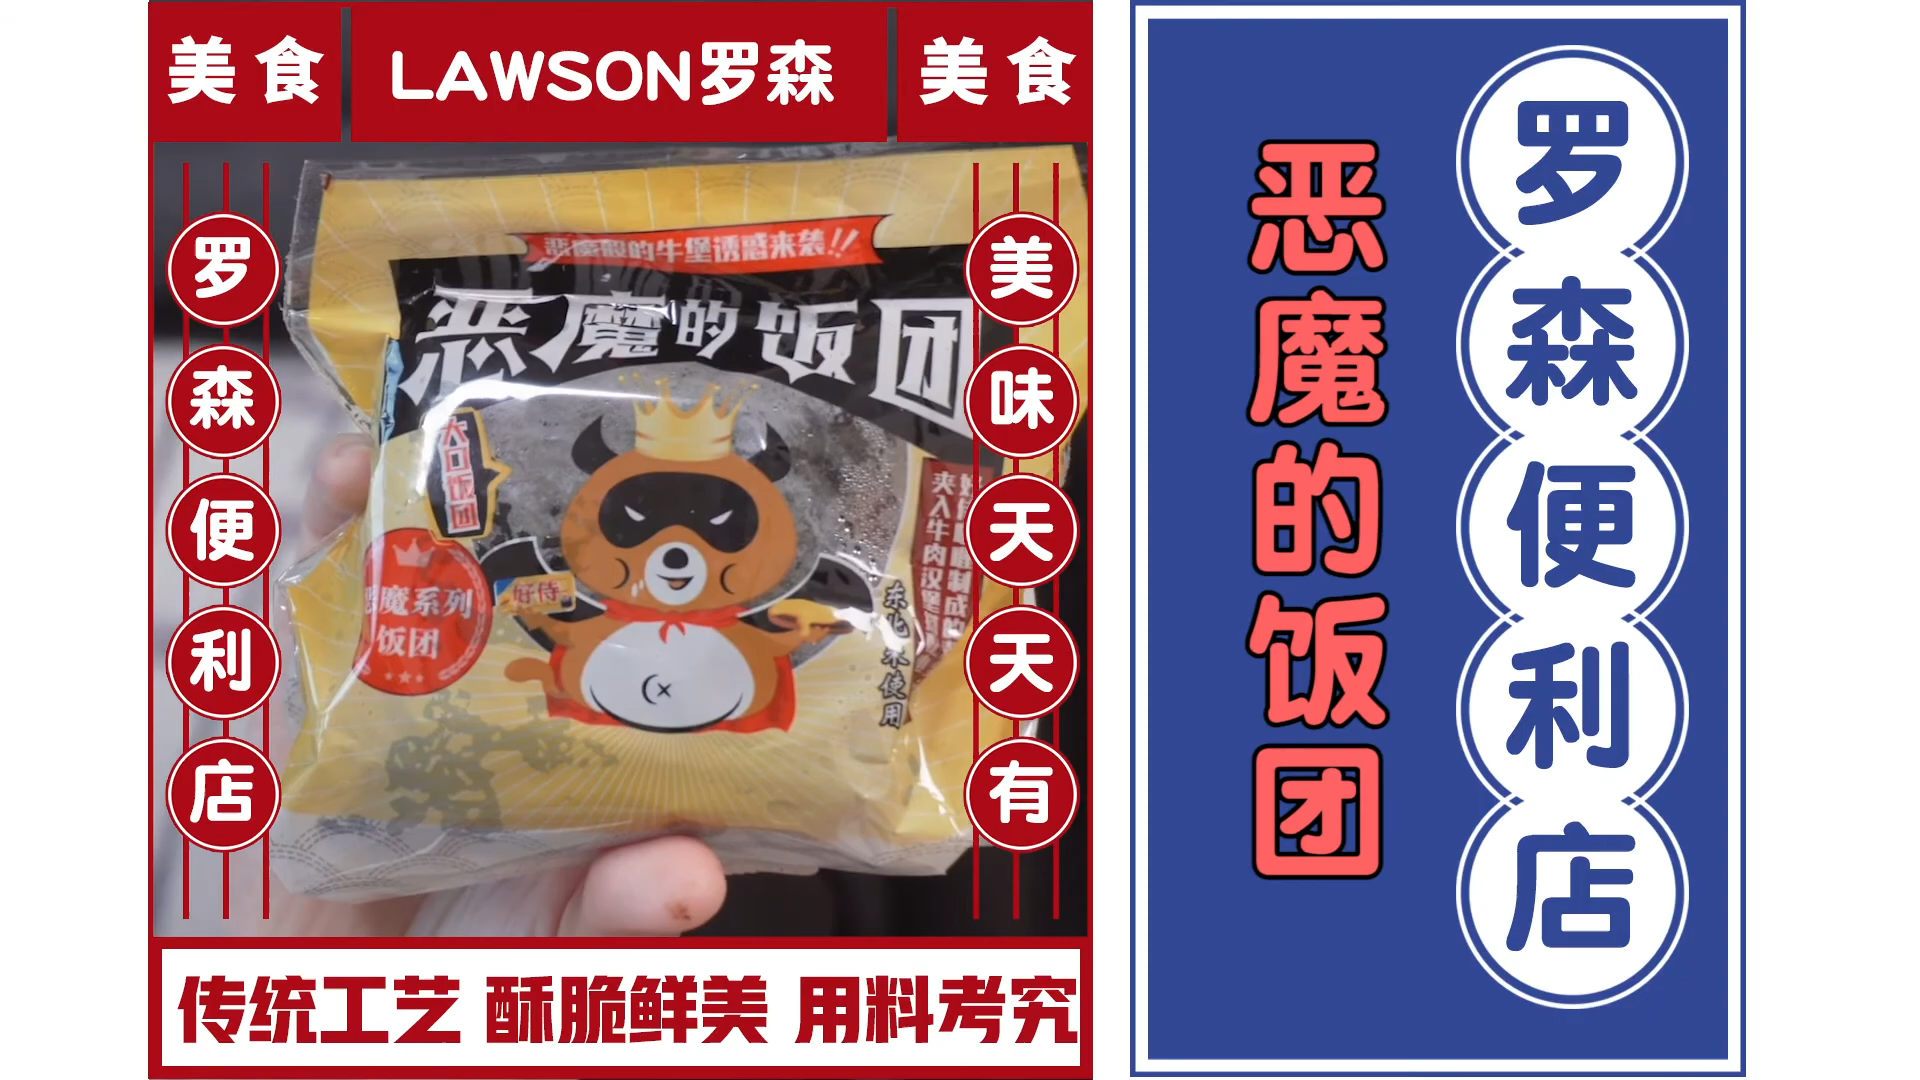 美食
LAWSON罗森
美食
罗森便利店
恶魔般的牛堡诱惑来袭!!
恶魔的饭团
大口饭团
好侍
魔系列
饭团
夹入牛肉汉堡
东北米使用
美味天天有
传统工艺 酥脆鲜美 用料考究
恶魔的饭团
罗森便利店